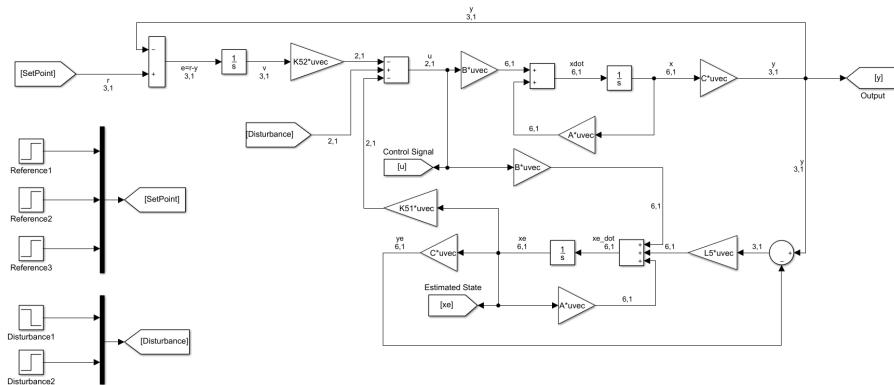 y
3,1
[SetPoint]
r
3,1
−
+
e=r-y
3,1
1
s
v
3,1
K52*uvec
2,1
−
+
−
u
2,1
B*uvec
6,1
+
+
xdot
6,1
1
s
x
6,1
C*uvec
y
3,1
[y]
Output
[Disturbance]
2,1
2,1
6,1
A*uvec
Control Signal
[u]
B*uvec
6,1
y
3,1
Reference1
Reference2
Reference3
[SetPoint]
K51*uvec
ye
6,1
C*uvec
xe
6,1
1
s
xe_dot
6,1
+
+
+
6,1
L5*uvec
3,1
+
−
Estimated State
[xe]
A*uvec
6,1
Disturbance1
Disturbance2
[Disturbance]